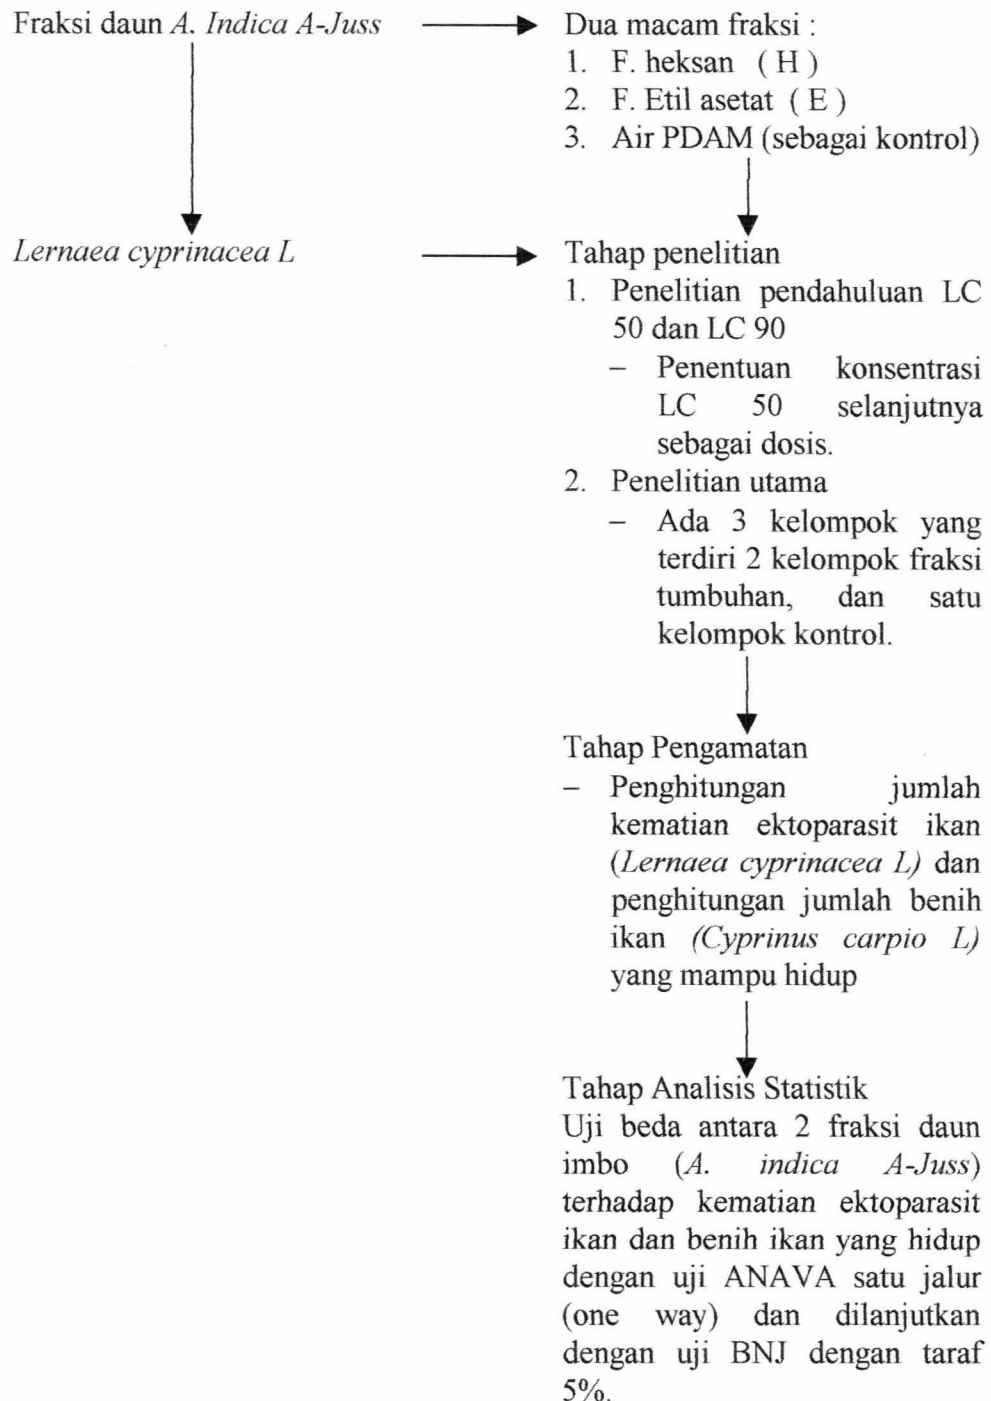 Fraksi daun A. Indica A-Juss
Dua macam fraksi :
1. F. heksan ( H )
2. F. Etil asetat ( E )
3. Air PDAM (sebagai kontrol)
Lernaea cyprinacea L
Tahap penelitian
1. Penelitian pendahuluan LC
50 dan LC 90
– Penentuan konsentrasi
LC 50 selanjutnya
sebagai dosis.
2. Penelitian utama
– Ada 3 kelompok yang
terdiri 2 kelompok fraksi
tumbuhan, dan satu
kelompok kontrol.
Tahap Pengamatan
– Penghitungan jumlah
kematian ektoparasit ikan
(Lernaea cyprinacea L) dan
penghitungan jumlah benih
ikan (Cyprinus carpio L)
yang mampu hidup
Tahap Analisis Statistik
Uji beda antara 2 fraksi daun
imbo (A. indica A-Juss)
terhadap kematian ektoparasit
ikan dan benih ikan yang hidup
dengan uji ANAVA satu jalur
(one way) dan dilanjutkan
dengan uji BNJ dengan taraf
5%.